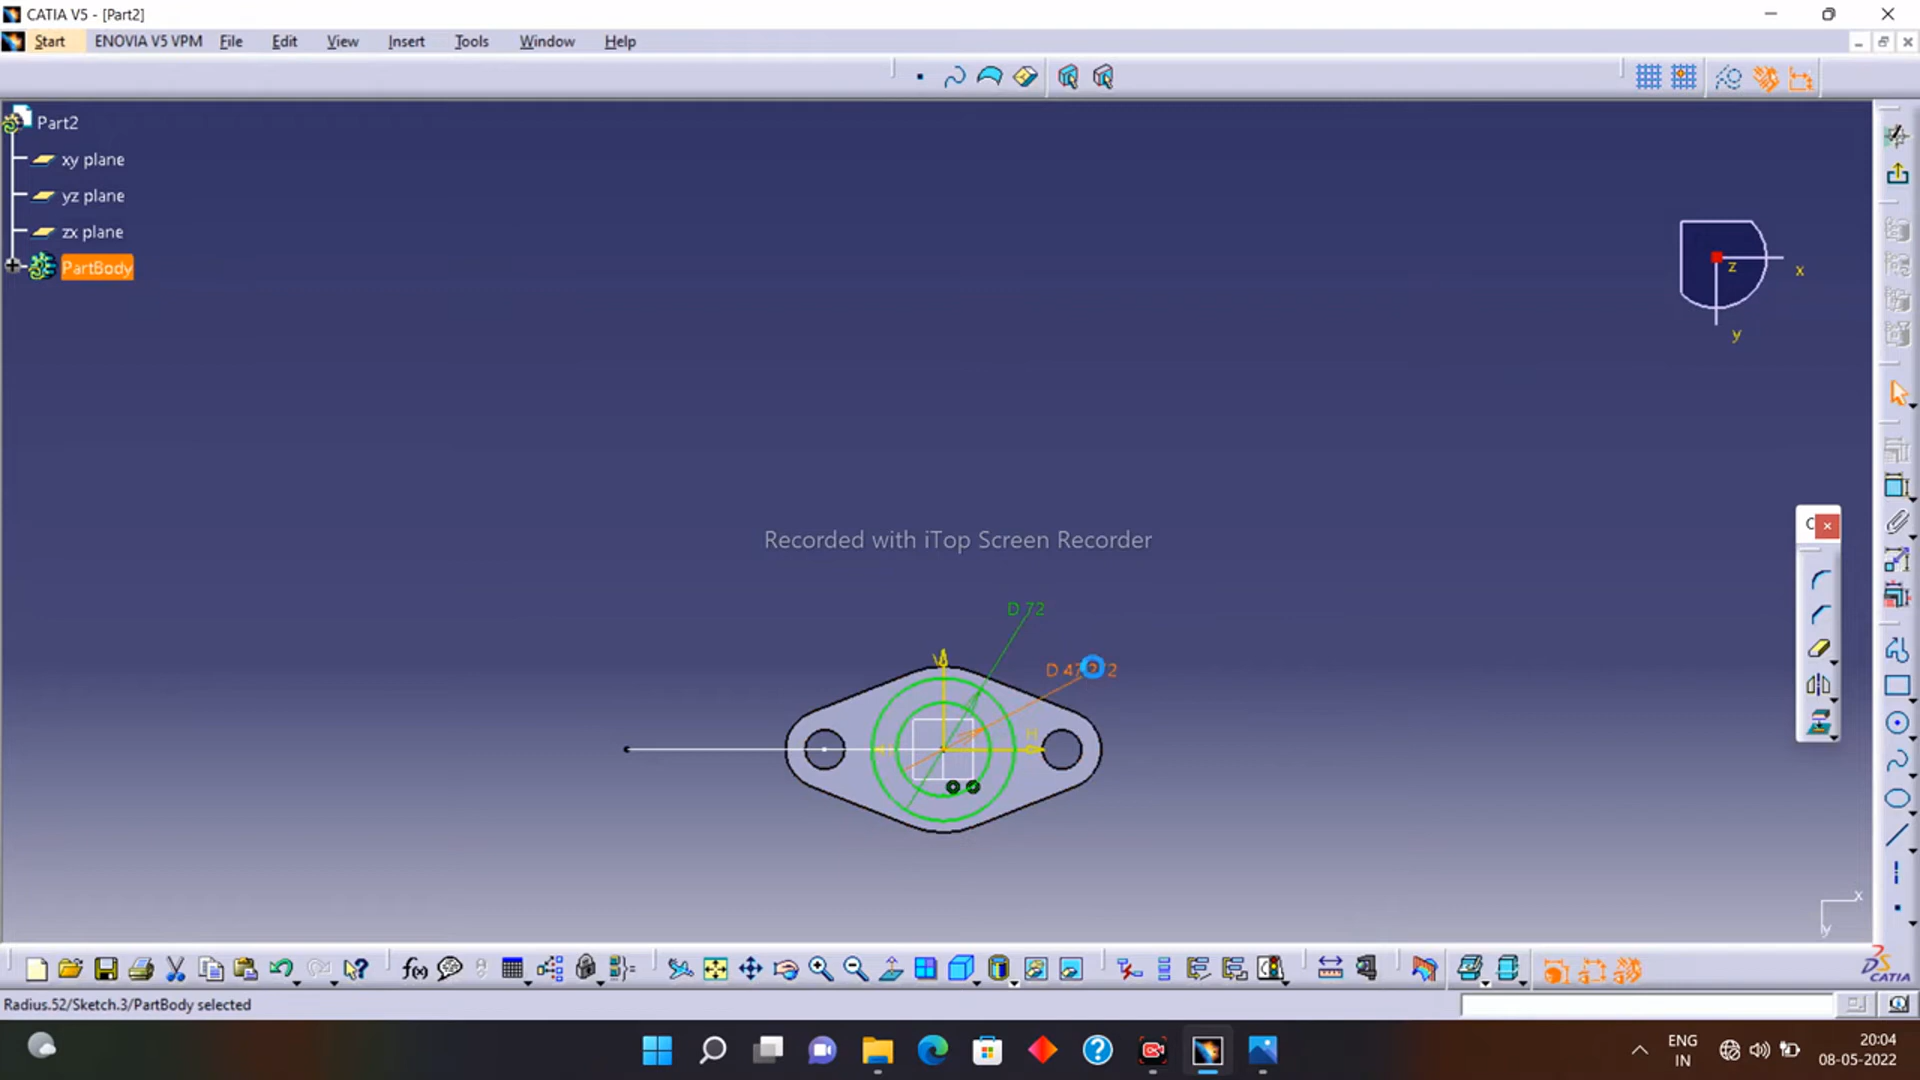 CATIA V5 - [Part2]
Start ENOVIA V5 VPM File Edit View Insert Tools Window Help
Part2
xy plane
yz plane
zx plane
PartBody
z
x
y
Recorded with iTop Screen Recorder
D 72
V
H
x
y
CATIA
Radius.52/Sketch.3/PartBody selected
ENG
IN
20:04
08-05-2022